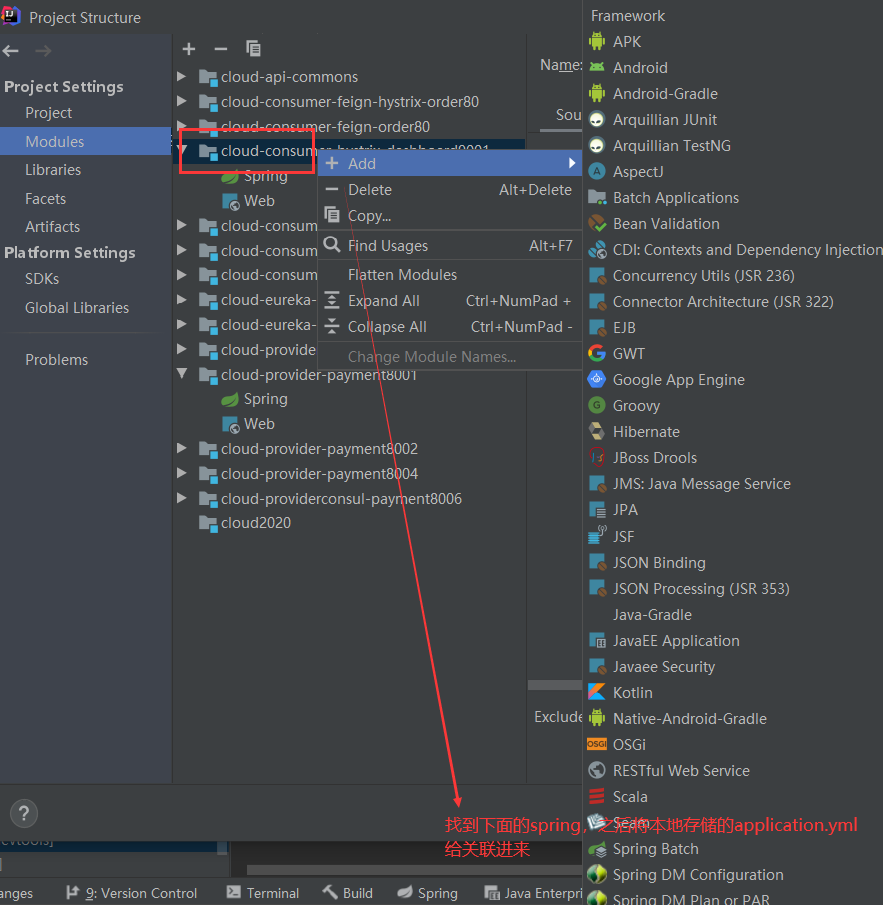 Project Structure
Project Settings
Project
Modules
Libraries
Facets
Artifacts
Platform Settings
SDKs
Global Libraries
Problems
cloud-api-commons
cloud-consumer-feign-hystrix-order80
cloud-consumer-feign-order80
cloud-consumer-hystrix-dashboard9001
Spring
Web
cloud-consum
cloud-consum
cloud-consum
cloud-eureka-
cloud-eureka-
cloud-provide
cloud-provider-payment8001
Spring
Web
cloud-provider-payment8002
cloud-provider-payment8004
cloud-providerconsul-payment8006
cloud2020
Name:
Sou
Exclude
Add
Delete Alt+Delete
Copy...
Find Usages Alt+F7
Flatten Modules
Expand All Ctrl+NumPad +
Collapse All Ctrl+NumPad -
Change Module Names...
Framework
APK
Android
Android-Gradle
Arquillian JUnit
Arquillian TestNG
AspectJ
Batch Applications
Bean Validation
CDI: Contexts and Dependency Injection
Concurrency Utils (JSR 236)
Connector Architecture (JSR 322)
EJB
GWT
Google App Engine
Groovy
Hibernate
JBoss Drools
JMS: Java Message Service
JPA
JSF
JSON Binding
JSON Processing (JSR 353)
Java-Gradle
JavaEE Application
Javaee Security
Kotlin
Native-Android-Gradle
OSGi
RESTful Web Service
Scala
Seam
Spring Batch
Spring DM Configuration
Spring DM Plan or PAR
找到下面的spring，之后将本地存储的application.yml
给关联进来
?
evtools]
anges
9: Version Control
Terminal
Build
Spring
Java Enterpri